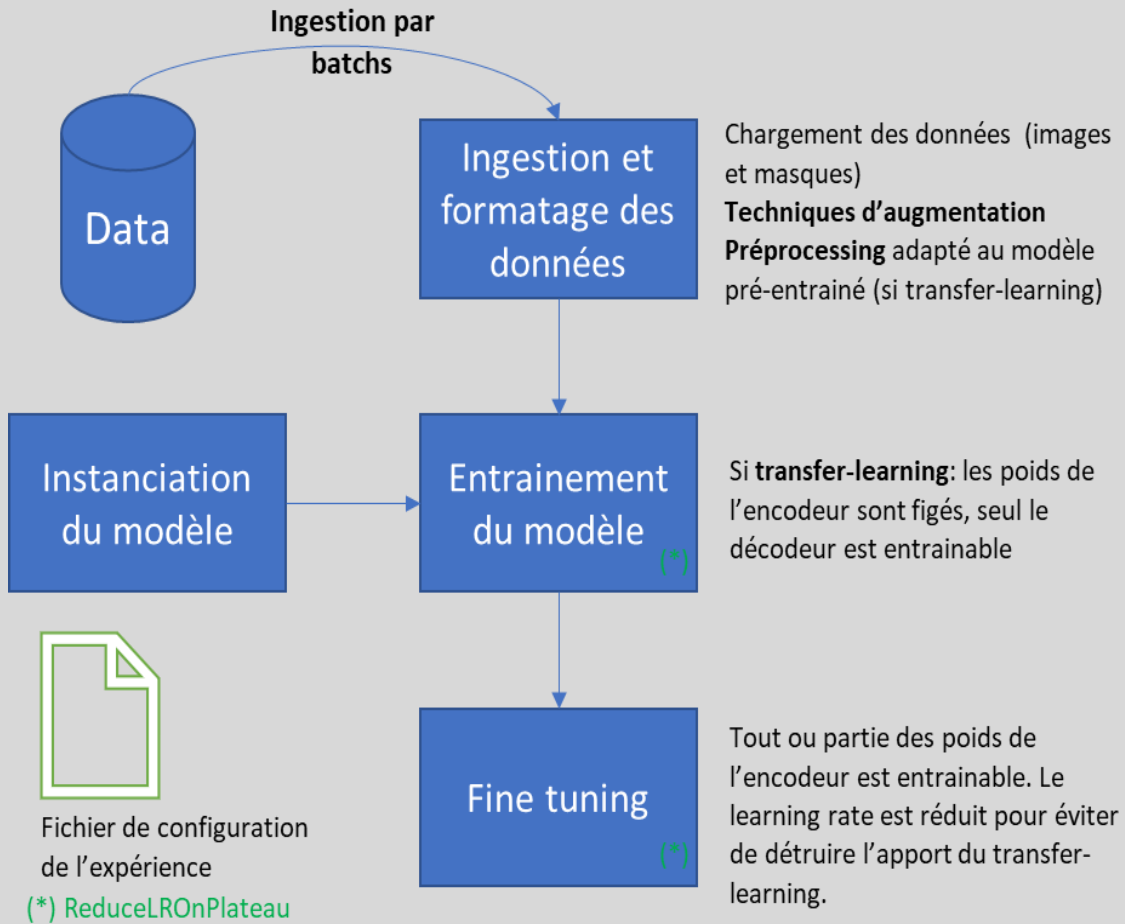 Ingestion par
batchs
Data
Ingestion et
formatage des
données
Chargement des données  (images
et masques)
Techniques d'augmentation
Préprocessing adapté au modèle
pré-entrainé (si transfer-learning)
Instanciation
du modèle
Entrainement
du modèle
(*)
Si transfer-learning: les poids de
l'encodeur sont figés, seul le
décodeur est entrainable
Fine tuning
(*)
Tout ou partie des poids de
l'encodeur est entrainable. Le
learning rate est réduit pour éviter
de détruire l'apport du transfer-
learning.
Fichier de configuration
de l'expérience
(*) ReduceLROnPlateau